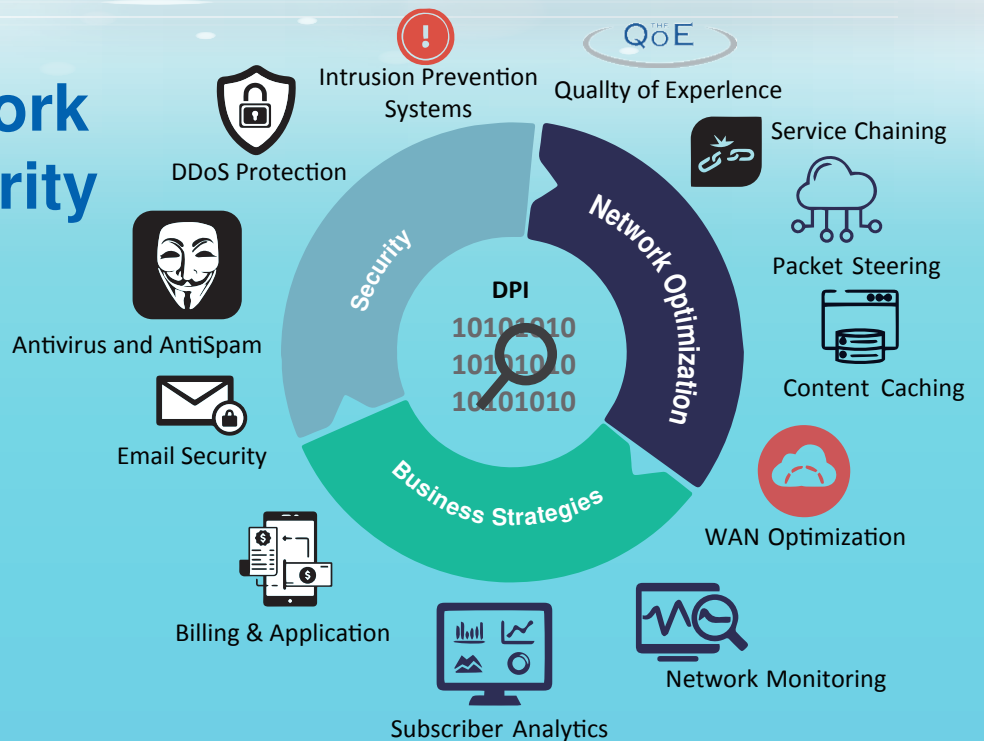 ork
rity
Intrusion Prevention
Systems
THE
QoE
Quallty of Experlence
DDoS Protection
Service Chaining
Packet Steering
Antivirus and AntiSpam
Content Caching
Email Security
WAN Optimization
Billing & Application
Network Monitoring
Subscriber Analytics
Security
Network Optimization
Business Strategies
DPI
10101010
10101010
10101010